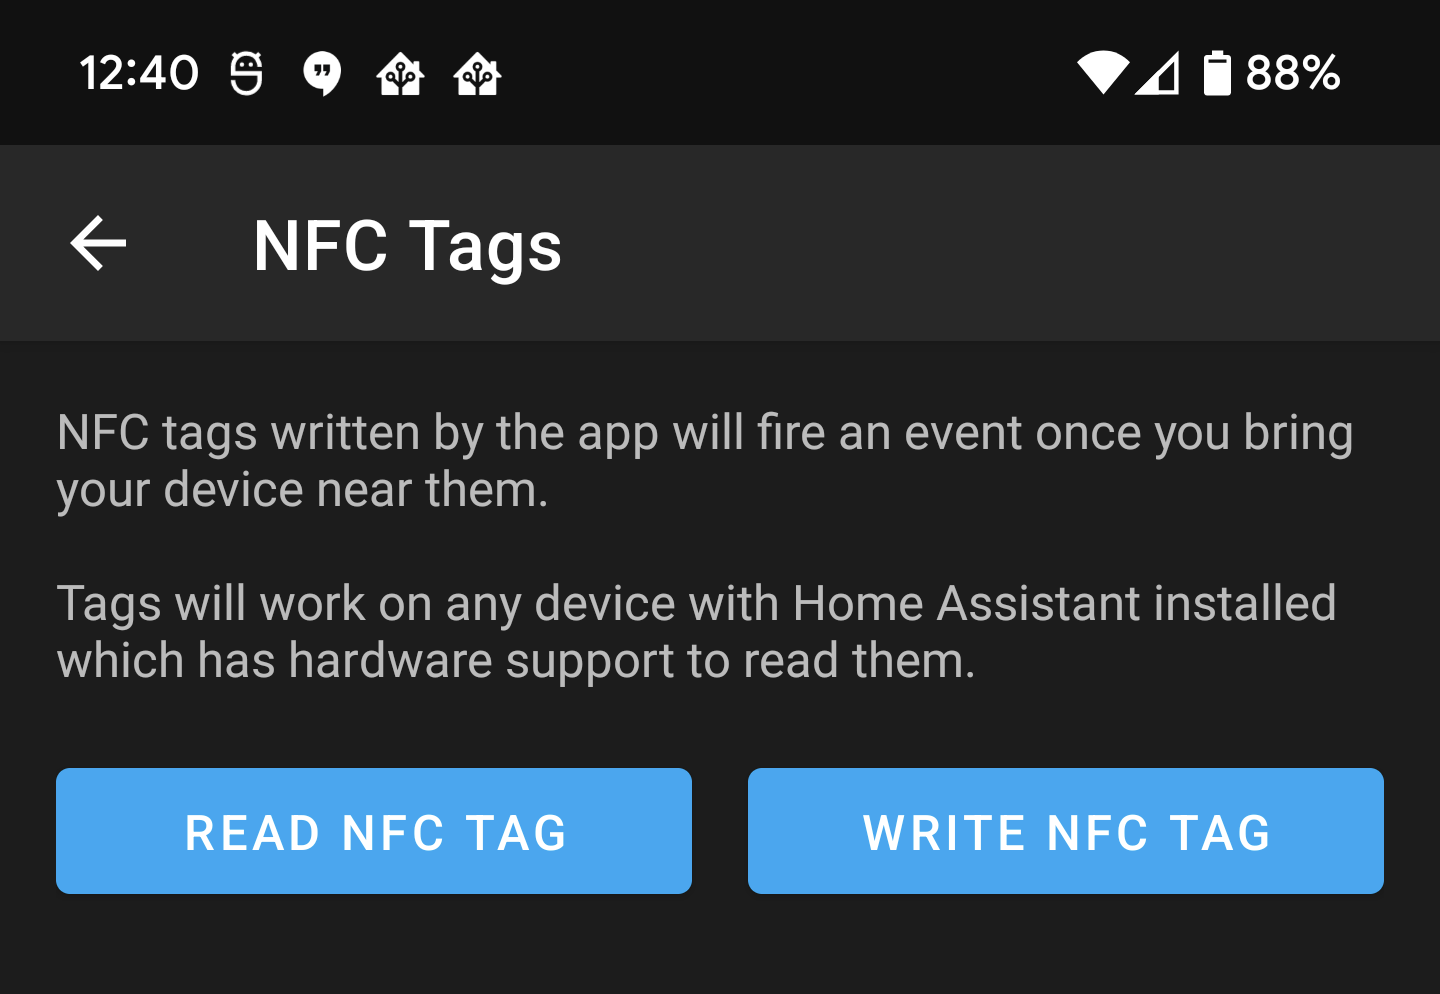 12:40 88%
NFC Tags
NFC tags written by the app will fire an event once you bring
your device near them.
Tags will work on any device with Home Assistant installed
which has hardware support to read them.
READ NFC TAG WRITE NFC TAG